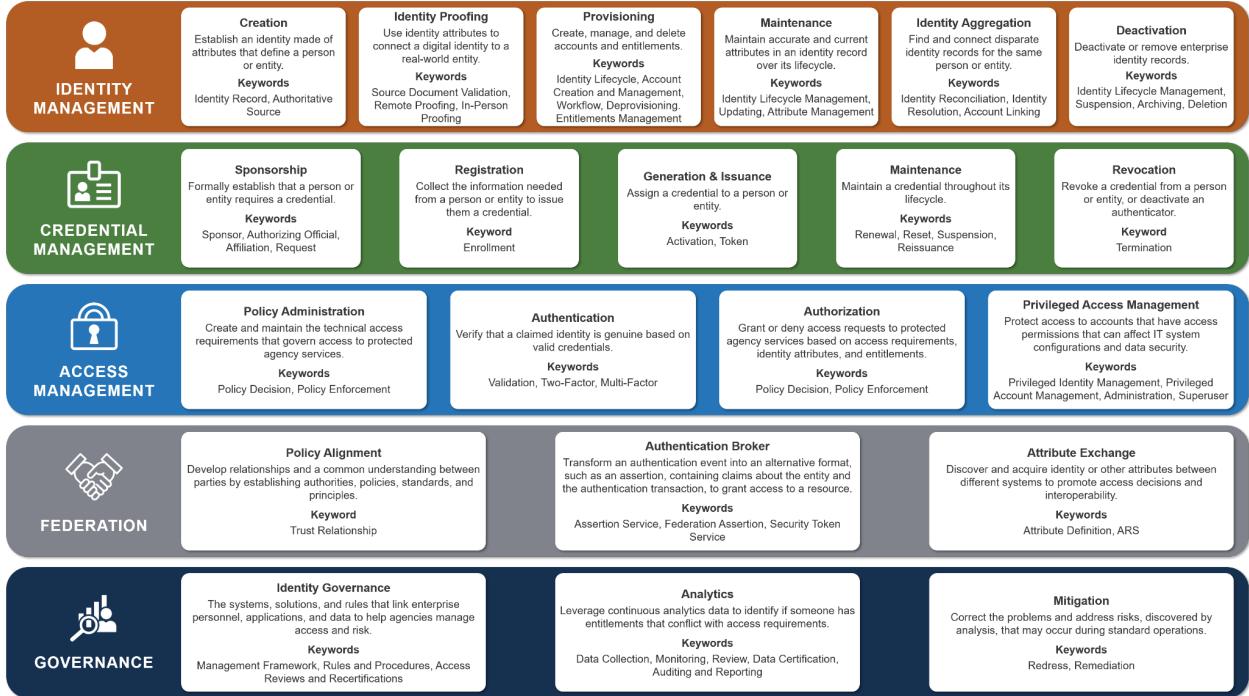 IDENTITY
MANAGEMENT
Creation
Establish an identity made of
attributes that define a person
or entity.
Keywords
Identity Record, Authoritative
Source
Identity Proofing
Use identity attributes to
connect a digital identity to a
real-world entity.
Keywords
Source Document Validation,
Remote Proofing, In-Person
Proofing
Provisioning
Create, manage, and delete
accounts and entitlements.
Keywords
Identity Lifecycle, Account
Creation and Management,
Workflow, Deprovisioning.
Entitlements Management
Maintenance
Maintain accurate and current
attributes in an identity record
over its lifecycle.
Keywords
Identity Lifecycle Management,
Updating, Attribute Management
Identity Aggregation
Find and connect disparate
identity records for the same
person or entity.
Keywords
Identity Reconciliation, Identity
Resolution, Account Linking
Deactivation
Deactivate or remove enterprise
identity records.
Keywords
Identity Lifecycle Management,
Suspension, Archiving, Deletion
CREDENTIAL
MANAGEMENT
Sponsorship
Formally establish that a person or
entity requires a credential.
Keywords
Sponsor, Authorizing Official,
Affiliation, Request
Registration
Collect the information needed
from a person or entity to issue
them a credential.
Keyword
Enrollment
Generation & Issuance
Assign a credential to a person or
entity.
Keywords
Activation, Token
Maintenance
Maintain a credential throughout its
lifecycle.
Keywords
Renewal, Reset, Suspension,
Reissuance
Revocation
Revoke a credential from a person
or entity, or deactivate an
authenticator.
Keyword
Termination
ACCESS
MANAGEMENT
Policy Administration
Create and maintain the technical access
requirements that govern access to protected
agency services.
Keywords
Policy Decision, Policy Enforcement
Authentication
Verify that a claimed identity is genuine based on
valid credentials.
Keywords
Validation, Two-Factor, Multi-Factor
Authorization
Grant or deny access requests to protected
agency services based on access requirements,
identity attributes, and entitlements.
Keywords
Policy Decision, Policy Enforcement
Privileged Access Management
Protect access to accounts that have access
permissions that can affect IT system
configurations and data security.
Keywords
Privileged Identity Management, Privileged
Account Management, Administration, Superuser
FEDERATION
Policy Alignment
Develop relationships and a common understanding between
parties by establishing authorities, policies, standards, and
principles.
Keyword
Trust Relationship
Authentication Broker
Transform an authentication event into an alternative format,
such as an assertion, containing claims about the entity and
the authentication transaction, to grant access to a resource.
Keywords
Assertion Service, Federation Assertion, Security Token
Service
Attribute Exchange
Discover and acquire identity or other attributes between
different systems to promote access decisions and
interoperability.
Keywords
Attribute Definition, ARS
GOVERNANCE
Identity Governance
The systems, solutions, and rules that link enterprise
personnel, applications, and data to help agencies manage
access and risk.
Keywords
Management Framework, Rules and Procedures, Access
Reviews and Recertifications
Analytics
Leverage continuous analytics data to identify if someone has
entitlements that conflict with access requirements.
Keywords
Data Collection, Monitoring, Review, Data Certification,
Auditing and Reporting
Mitigation
Correct the problems and address risks, discovered by
analysis, that may occur during standard operations.
Keywords
Redress, Remediation